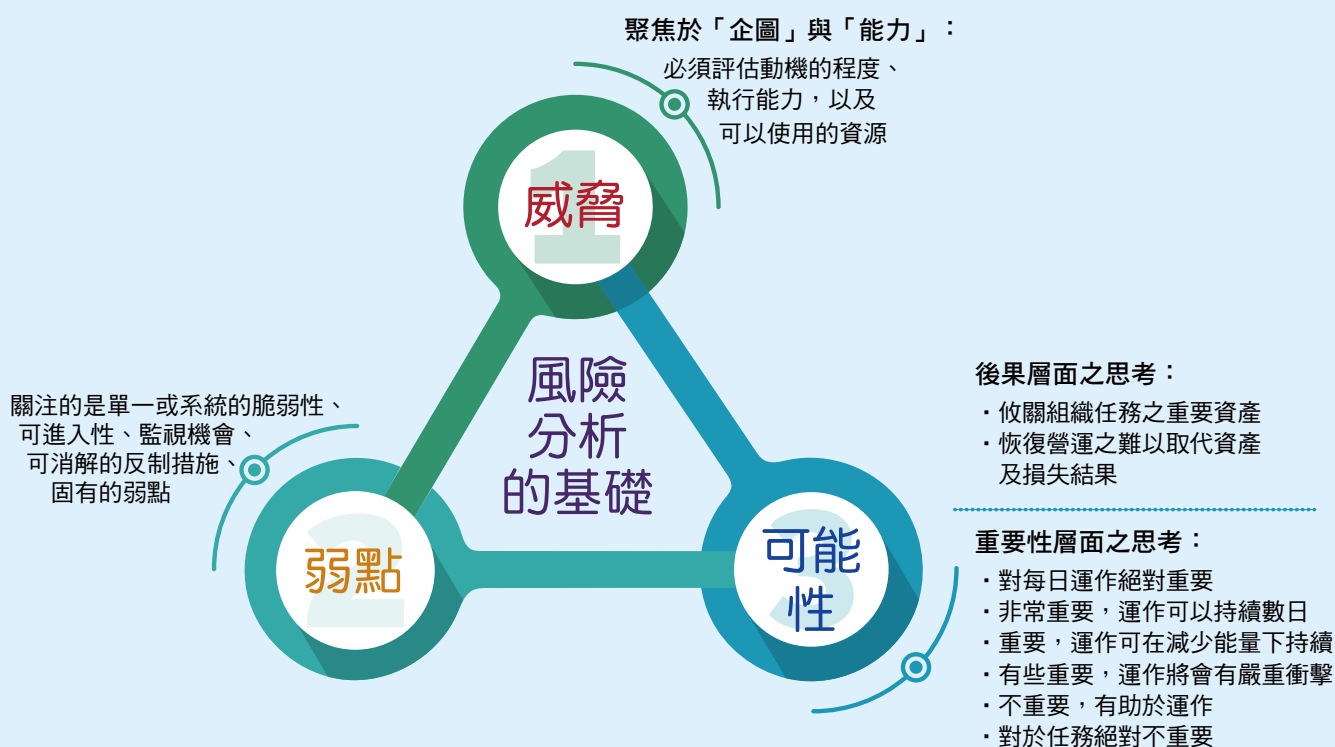 聚焦於「企圖」與「能力」：
必須評估動機的程度、
執行能力，以及
可以使用的資源
1
威脅
風險
分析
的基礎
關注的是單一或系統的脆弱性、
可進入性、監視機會、
可消解的反制措施、
固有的弱點
2
弱點
3
可能
性
後果層面之思考：
・攸關組織任務之重要資產
・恢復營運之難以取代資產
及損失結果
重要性層面之思考：
・對每日運作絕對重要
・非常重要，運作可以持續數日
・重要，運作可在減少能量下持續
・有些重要，運作將會有嚴重衝擊
・不重要，有助於運作
・對於任務絕對不重要